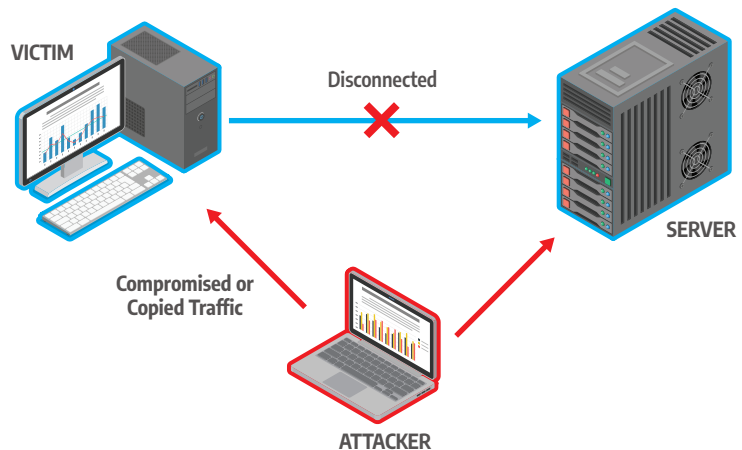 VICTIM
Disconnected
SERVER
Compromised or
Copied Traffic
ATTACKER